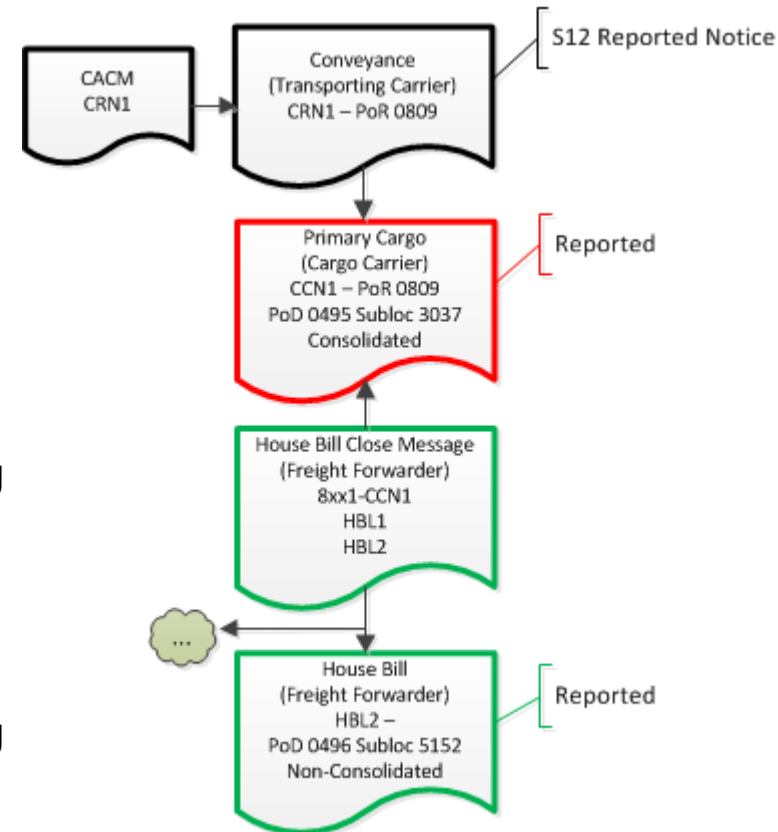 S12 Reported Notice
CACM
CRN1
Conveyance
(Transporting Carrier)
CRN1 – PoR 0809
Primary Cargo
(Cargo Carrier)
CCN1 – PoR 0809
PoD 0495 Subloc 3037
Consolidated
Reported
House Bill Close Message
(Freight Forwarder)
8xx1-CCN1
HBL1
HBL2
...
House Bill
(Freight Forwarder)
HBL2 –
PoD 0496 Subloc 5152
Non-Consolidated
Reported